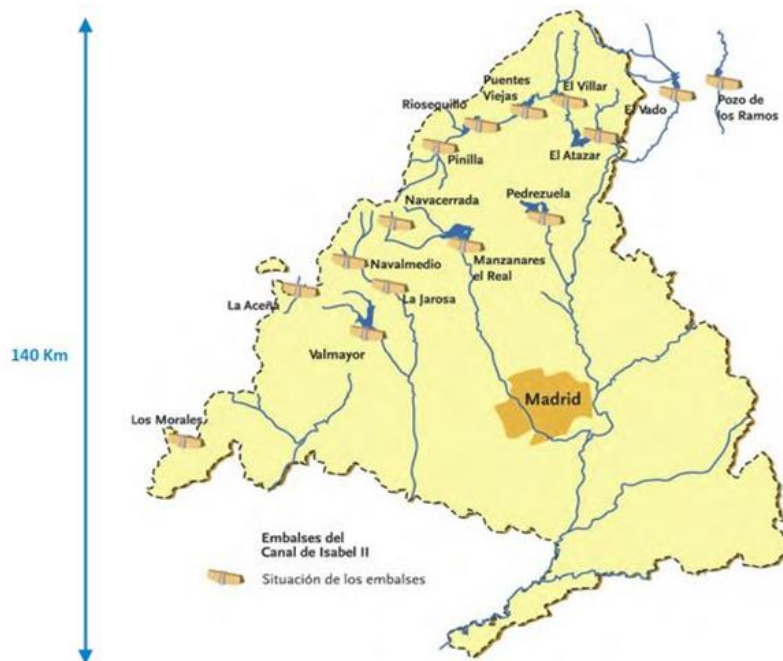 El Villar
Puentes
Viejas
El Vado
Pozo de
los Ramos
Riosequillo
Pinilla
El Atazar
Pedrezuela
Navacerrada
Manzanares
el Real
Navalmedio
La Jarosa
La Aceña
Valmayor
140 Km
Madrid
Los Morales
Embalses del
Canal de Isabel II
Situación de los embalses